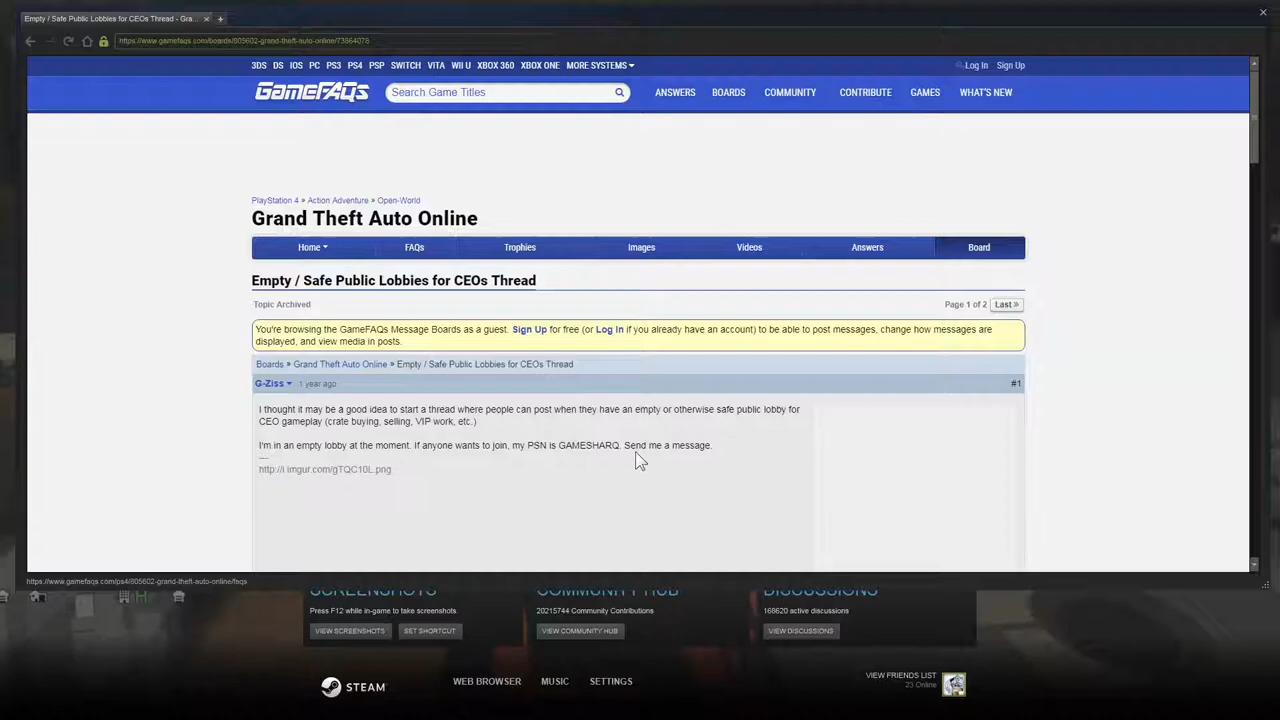 Empty / Safe Public Lobbies for CEOs Thread - Gra...
https://www.gamefaqs.com/boards/805602-grand-theft-auto-online/73864078
3DS DS IOS PC PS3 PS4 PSP SWITCH VITA WII U XBOX 360 XBOX ONE MORE SYSTEMS Log In Sign Up
GameFAQs Search Game Titles ANSWERS BOARDS COMMUNITY CONTRIBUTE GAMES WHAT'S NEW
PlayStation 4 » Action Adventure » Open-World
Grand Theft Auto Online
Home FAQs Trophies Images Videos Answers Board
Empty / Safe Public Lobbies for CEOs Thread
Topic Archived Page 1 of 2 Last »
You're browsing the GameFAQs Message Boards as a guest. Sign Up for free (or Log In if you already have an account) to be able to post messages, change how messages are
displayed, and view media in posts.
Boards » Grand Theft Auto Online » Empty / Safe Public Lobbies for CEOs Thread
G-Ziss 1 year ago #1
I thought it may be a good idea to start a thread where people can post when they have an empty or otherwise safe public lobby for
CEO gameplay (crate buying, selling, VIP work, etc.)
I'm in an empty lobby at the moment. If anyone wants to join, my PSN is GAMESHARQ. Send me a message.
---
http://i.imgur.com/gTQC10L.png
https://www.gamefaqs.com/ps4/805602-grand-theft-auto-online/faqs
SCREENSHOTS COMMUNITY HUB DISCUSSIONS
Press F12 while in-game to take screenshots. 20215744 Community Contributions 168620 active discussions
VIEW SCREENSHOTS SET SHORTCUT VIEW COMMUNITY HUB VIEW DISCUSSIONS
STEAM WEB BROWSER MUSIC SETTINGS VIEW FRIENDS LIST
23 Online